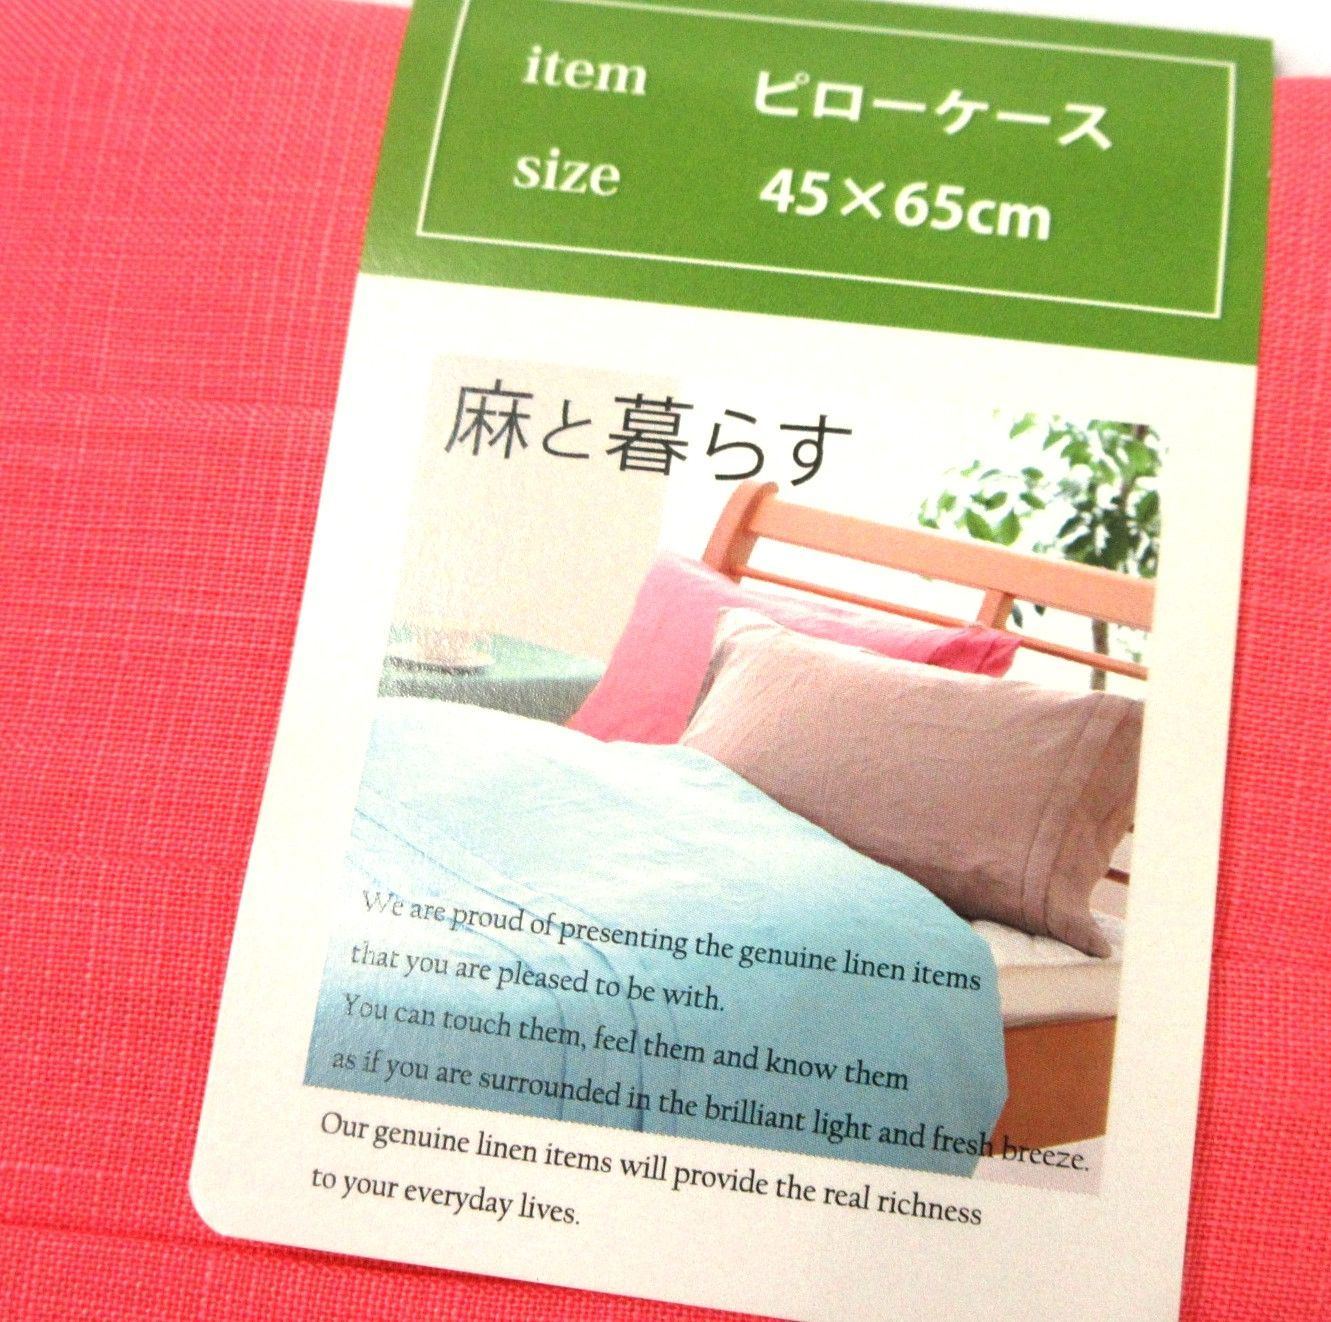 item ピローケース
size 45×65cm
麻と暮らす
We are proud of presenting the genuine linen items
that you are pleased to be with.
You can touch them, feel them and know them
as if you are surrounded in the brilliant light and fresh breeze.
Our genuine linen items will provide the real richness
to your everyday lives.